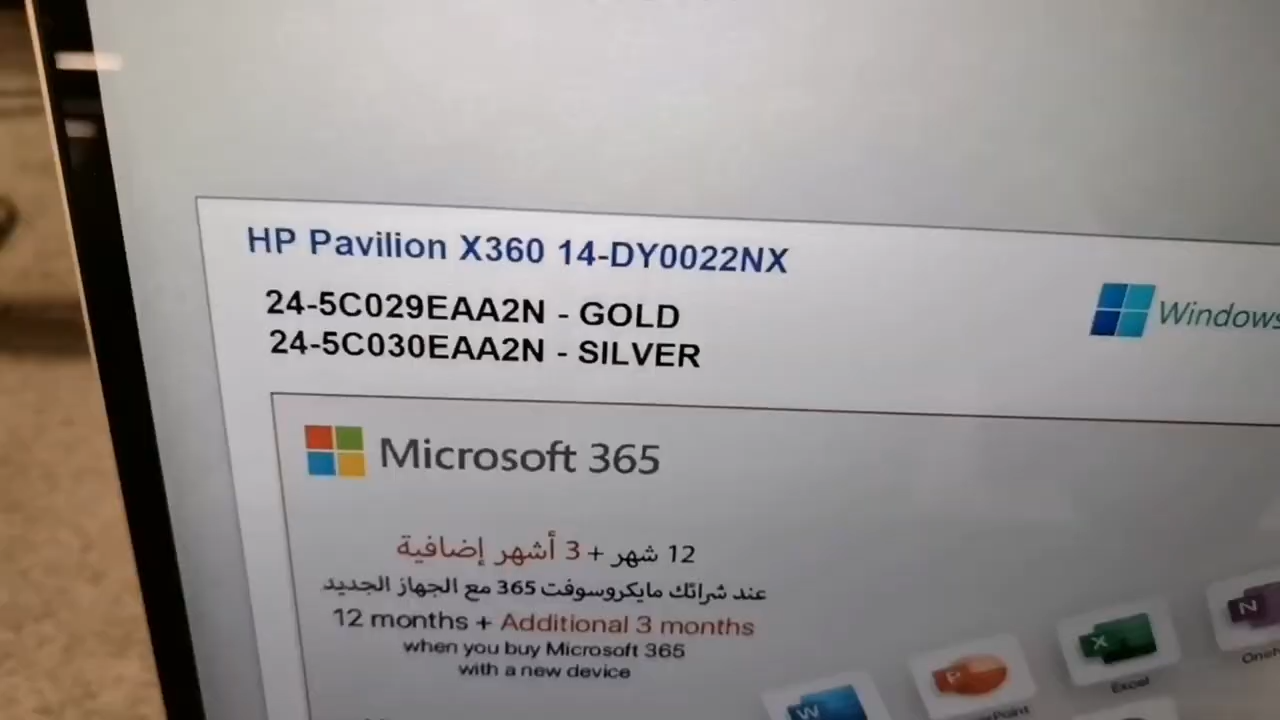 HP Pavilion X360 14-DY0022NX
24-5C029EAA2N - GOLD
24-5C030EAA2N - SILVER
Windows
Microsoft 365
12 شهر + 3 أشهر إضافية
عند شرائك مايكروسوفت 365 مع الجهاز الجديد
12 months + Additional 3 months
when you buy Microsoft 365
with a new device
W
P
X
Excel
N